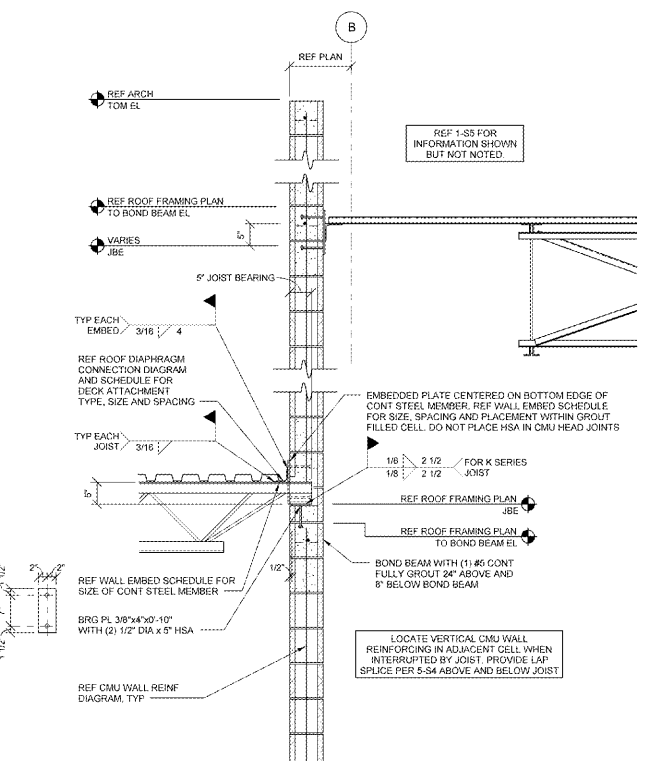 B
REF PLAN
REF ARCH
TOM EL
REF 1-S5 FOR
INFORMATION SHOWN
BUT NOT NOTED.
REF ROOF FRAMING PLAN
TO BOND BEAM EL
5"
VARIES
JBE
5" JOIST BEARING
TYP EACH
EMBED
3/16
4
REF ROOF DIAPHRAGM
CONNECTION DIAGRAM
AND SCHEDULE FOR
DECK ATTACHMENT
TYPE, SIZE AND SPACING
EMBEDDED PLATE CENTERED ON BOTTOM EDGE OF
CONT STEEL MEMBER. REF WALL EMBED SCHEDULE
FOR SIZE, SPACING AND PLACEMENT WITHIN GROUT
FILLED CELL. DO NOT PLACE HSA IN CMU HEAD JOINTS
TYP EACH
JOIST
3/16
1/8 2 1/2
1/8 2 1/2
FOR K SERIES
JOIST
5"
REF ROOF FRAMING PLAN
JBE
REF ROOF FRAMING PLAN
TO BOND BEAM EL
BOND BEAM WITH (1) #5 CONT
FULLY GROUT 24" ABOVE AND
8" BELOW BOND BEAM
1/2"
2" 2"
REF WALL EMBED SCHEDULE FOR
SIZE OF CONT STEEL MEMBER
BRG PL 3/8"x4"x0'-10"
WITH (2) 1/2" DIA x 5" HSA
LOCATE VERTICAL CMU WALL
REINFORCING IN ADJACENT CELL WHEN
INTERRUPTED BY JOIST. PROVIDE LAP
SPLICE PER 5-S4 ABOVE AND BELOW JOIST
REF CMU WALL REINF
DIAGRAM, TYP